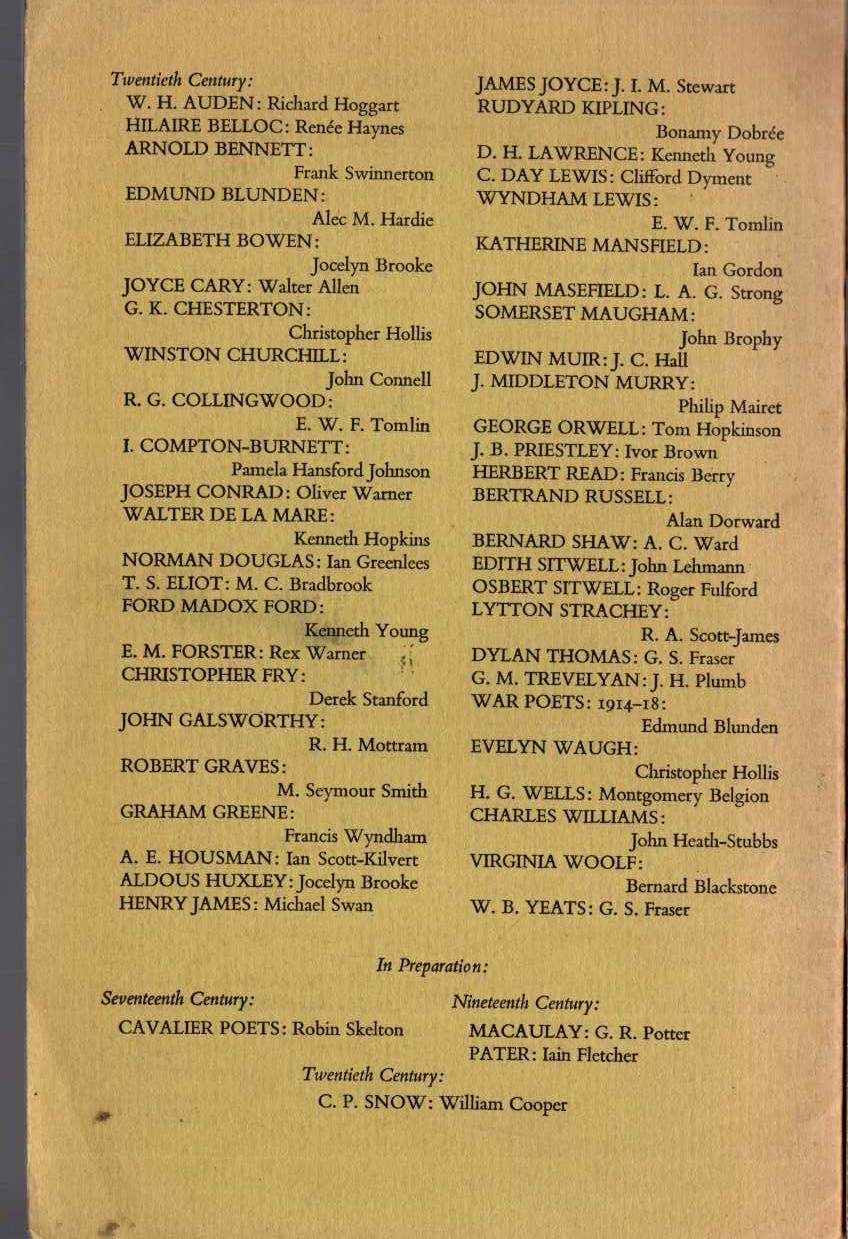 Twentieth Century:
W. H. AUDEN: Richard Hoggart
HILAIRE BELLOC: Renée Haynes
ARNOLD BENNETT:
Frank Swinnerton
EDMUND BLUNDEN:
Alec M. Hardie
ELIZABETH BOWEN:
Jocelyn Brooke
JOYCE CARY: Walter Allen
G. K. CHESTERTON:
Christopher Hollis
WINSTON CHURCHILL:
John Connell
R. G. COLLINGWOOD:
E. W. F. Tomlin
I. COMPTON-BURNETT:
Pamela Hansford Johnson
JOSEPH CONRAD: Oliver Warner
WALTER DE LA MARE:
Kenneth Hopkins
NORMAN DOUGLAS: Ian Greenlees
T. S. ELIOT: M. C. Bradbrook
FORD MADOX FORD:
Kenneth Young
E. M. FORSTER: Rex Warner
CHRISTOPHER FRY:
Derek Stanford
JOHN GALSWORTHY:
R. H. Mottram
ROBERT GRAVES:
M. Seymour Smith
GRAHAM GREENE:
Francis Wyndham
A. E. HOUSMAN: Ian Scott-Kilvert
ALDOUS HUXLEY: Jocelyn Brooke
HENRY JAMES: Michael Swan
JAMES JOYCE: J. I. M. Stewart
RUDYARD KIPLING:
Bonamy Dobrée
D. H. LAWRENCE: Kenneth Young
C. DAY LEWIS: Clifford Dyment
WYNDHAM LEWIS:
E. W. F. Tomlin
KATHERINE MANSFIELD:
Ian Gordon
JOHN MASEFIELD: L. A. G. Strong
SOMERSET MAUGHAM:
John Brophy
EDWIN MUIR: J. C. Hall
J. MIDDLETON MURRY:
Philip Mairet
GEORGE ORWELL: Tom Hopkinson
J. B. PRIESTLEY: Ivor Brown
HERBERT READ: Francis Berry
BERTRAND RUSSELL:
Alan Dorward
BERNARD SHAW: A. C. Ward
EDITH SITWELL: John Lehmann
OSBERT SITWELL: Roger Fulford
LYTTON STRACHEY:
R. A. Scott-James
DYLAN THOMAS: G. S. Fraser
G. M. TREVELYAN: J. H. Plumb
WAR POETS: 1914–18:
Edmund Blunden
EVELYN WAUGH:
Christopher Hollis
H. G. WELLS: Montgomery Belgion
CHARLES WILLIAMS:
John Heath-Stubbs
VIRGINIA WOOLF:
Bernard Blackstone
W. B. YEATS: G. S. Fraser
In Preparation:
Seventeenth Century:
CAVALIER POETS: Robin Skelton
Nineteenth Century:
MACAULAY: G. R. Potter
PATER: Iain Fletcher
Twentieth Century:
C. P. SNOW: William Cooper